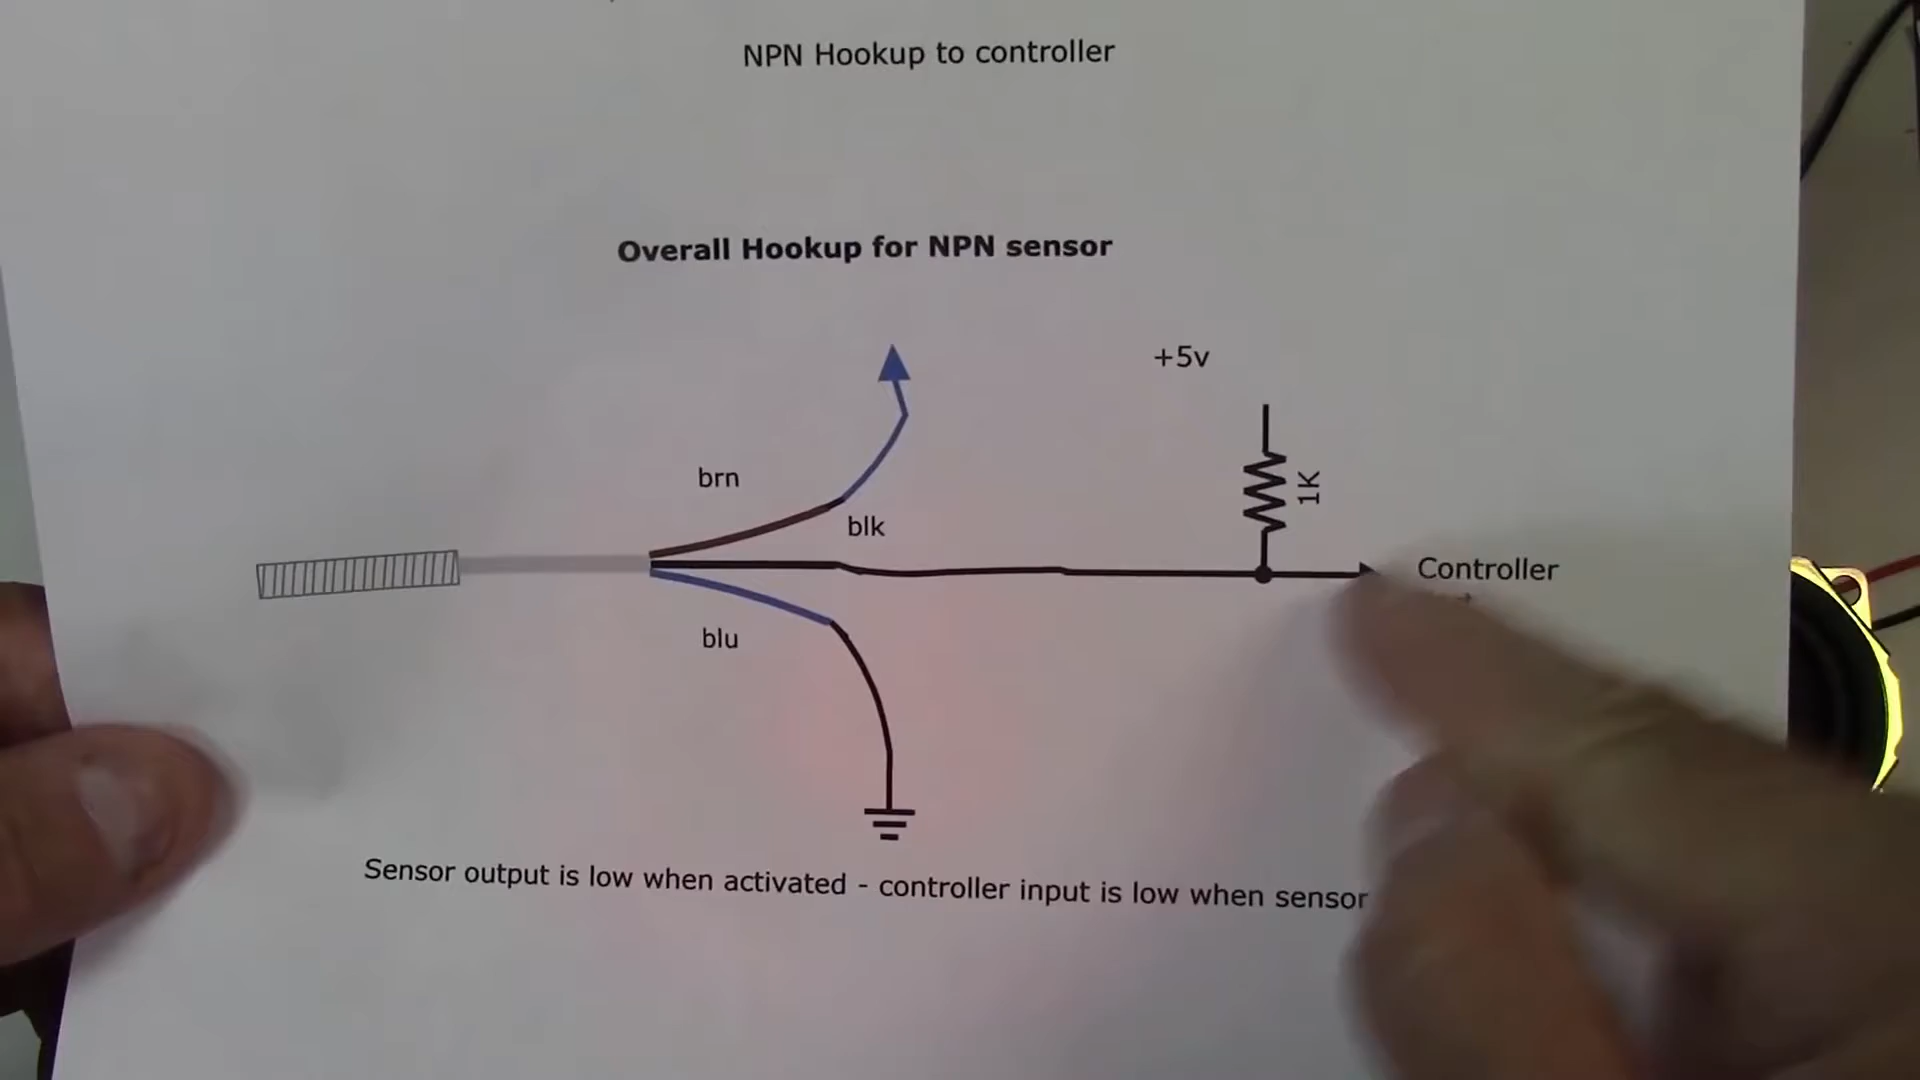 NPN Hookup to controller
Overall Hookup for NPN sensor
+5v
brn
1K
blk
Controller
blu
Sensor output is low when activated - controller input is low when sensor